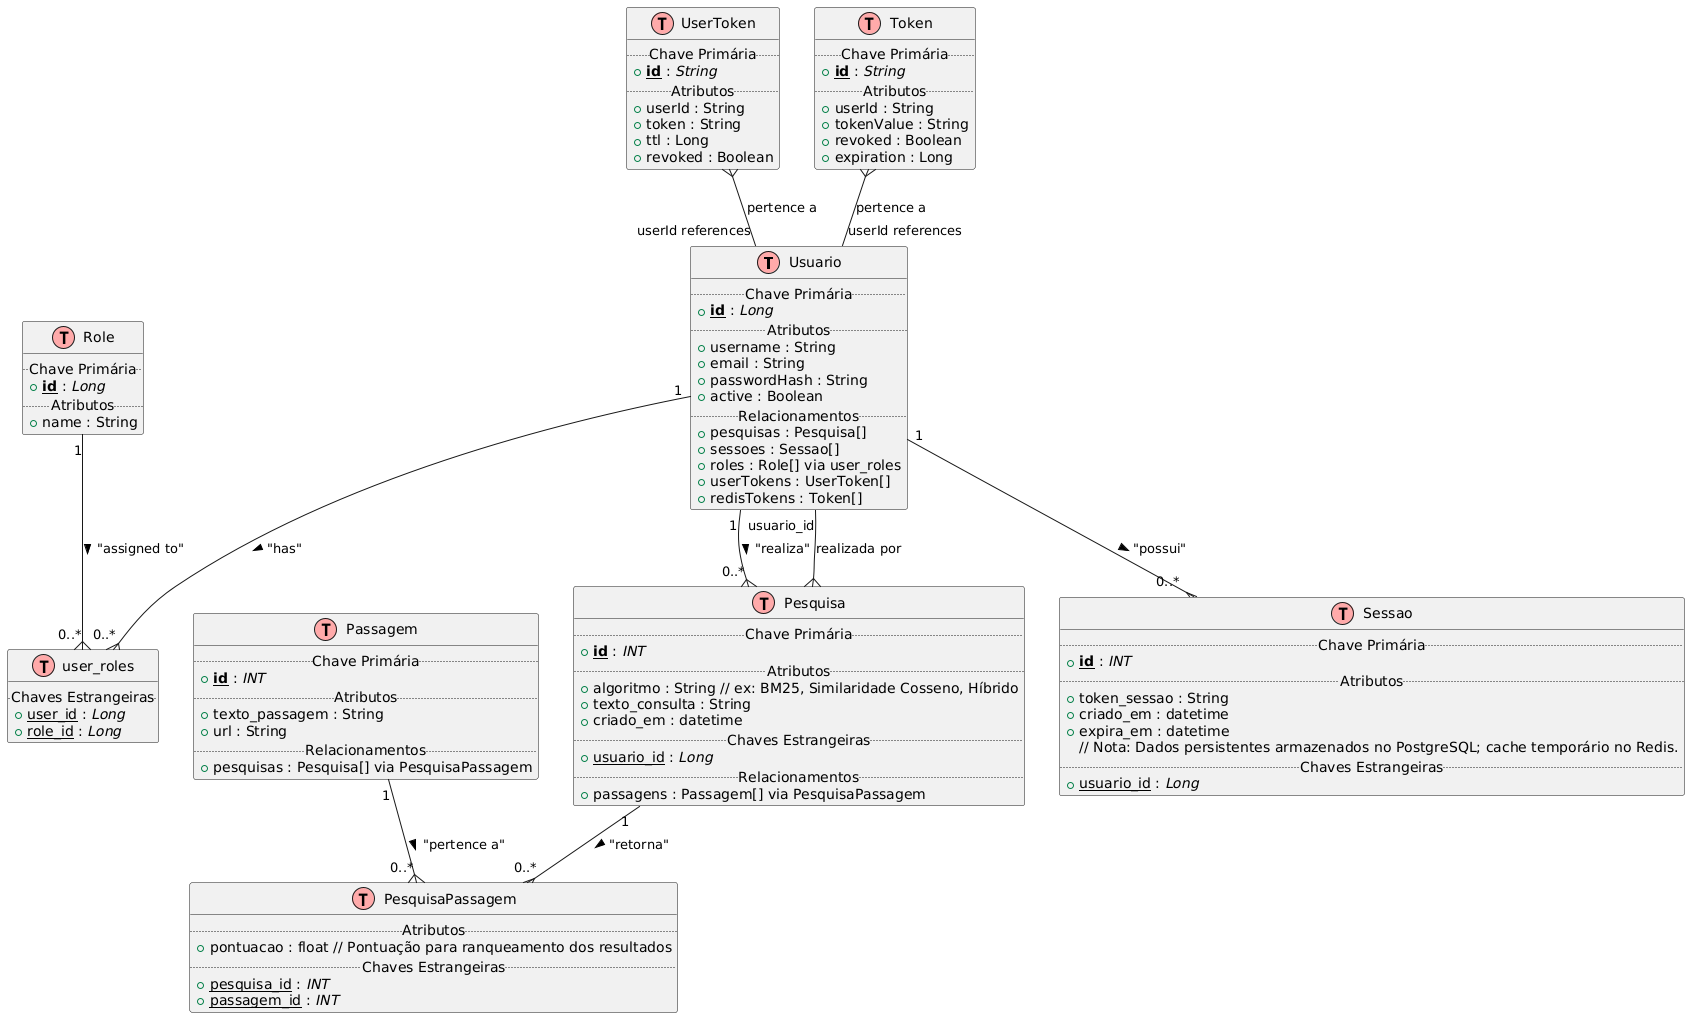 T UserToken
Chave Primária
id : String
Atributos
userId : String
token : String
ttl : Long
revoked : Boolean
T Token
Chave Primária
id : String
Atributos
userId : String
tokenValue : String
revoked : Boolean
expiration : Long
pertence a
userId references
pertence a
userId references
T Usuario
Chave Primária
id : Long
Atributos
username : String
email : String
passwordHash : String
active : Boolean
Relacionamentos
pesquisas : Pesquisa[]
sessoes : Sessao[]
roles : Role[] via user_roles
userTokens : UserToken[]
redisTokens : Token[]
T Role
Chave Primária
id : Long
Atributos
name : String
1
"assigned to"
0..*
1
"has"
0..*
1
"realiza"
0..*
usuario_id
realizada por
1
"possui"
0..*
T user_roles
Chaves Estrangeiras
user_id : Long
role_id : Long
T Passagem
Chave Primária
id : INT
Atributos
texto_passagem : String
url : String
Relacionamentos
pesquisas : Pesquisa[] via PesquisaPassagem
T Pesquisa
Chave Primária
id : INT
Atributos
algoritmo : String // ex: BM25, Similaridade Cosseno, Híbrido
texto_consulta : String
criado_em : datetime
Chaves Estrangeiras
usuario_id : Long
Relacionamentos
passagens : Passagem[] via PesquisaPassagem
T Sessao
Chave Primária
id : INT
Atributos
token_sessao : String
criado_em : datetime
expira_em : datetime
// Nota: Dados persistentes armazenados no PostgreSQL; cache temporário no Redis.
Chaves Estrangeiras
usuario_id : Long
1
"pertence a"
0..*
1
"retorna"
0..*
T PesquisaPassagem
Atributos
pontuacao : float // Pontuação para ranqueamento dos resultados
Chaves Estrangeiras
pesquisa_id : INT
passagem_id : INT